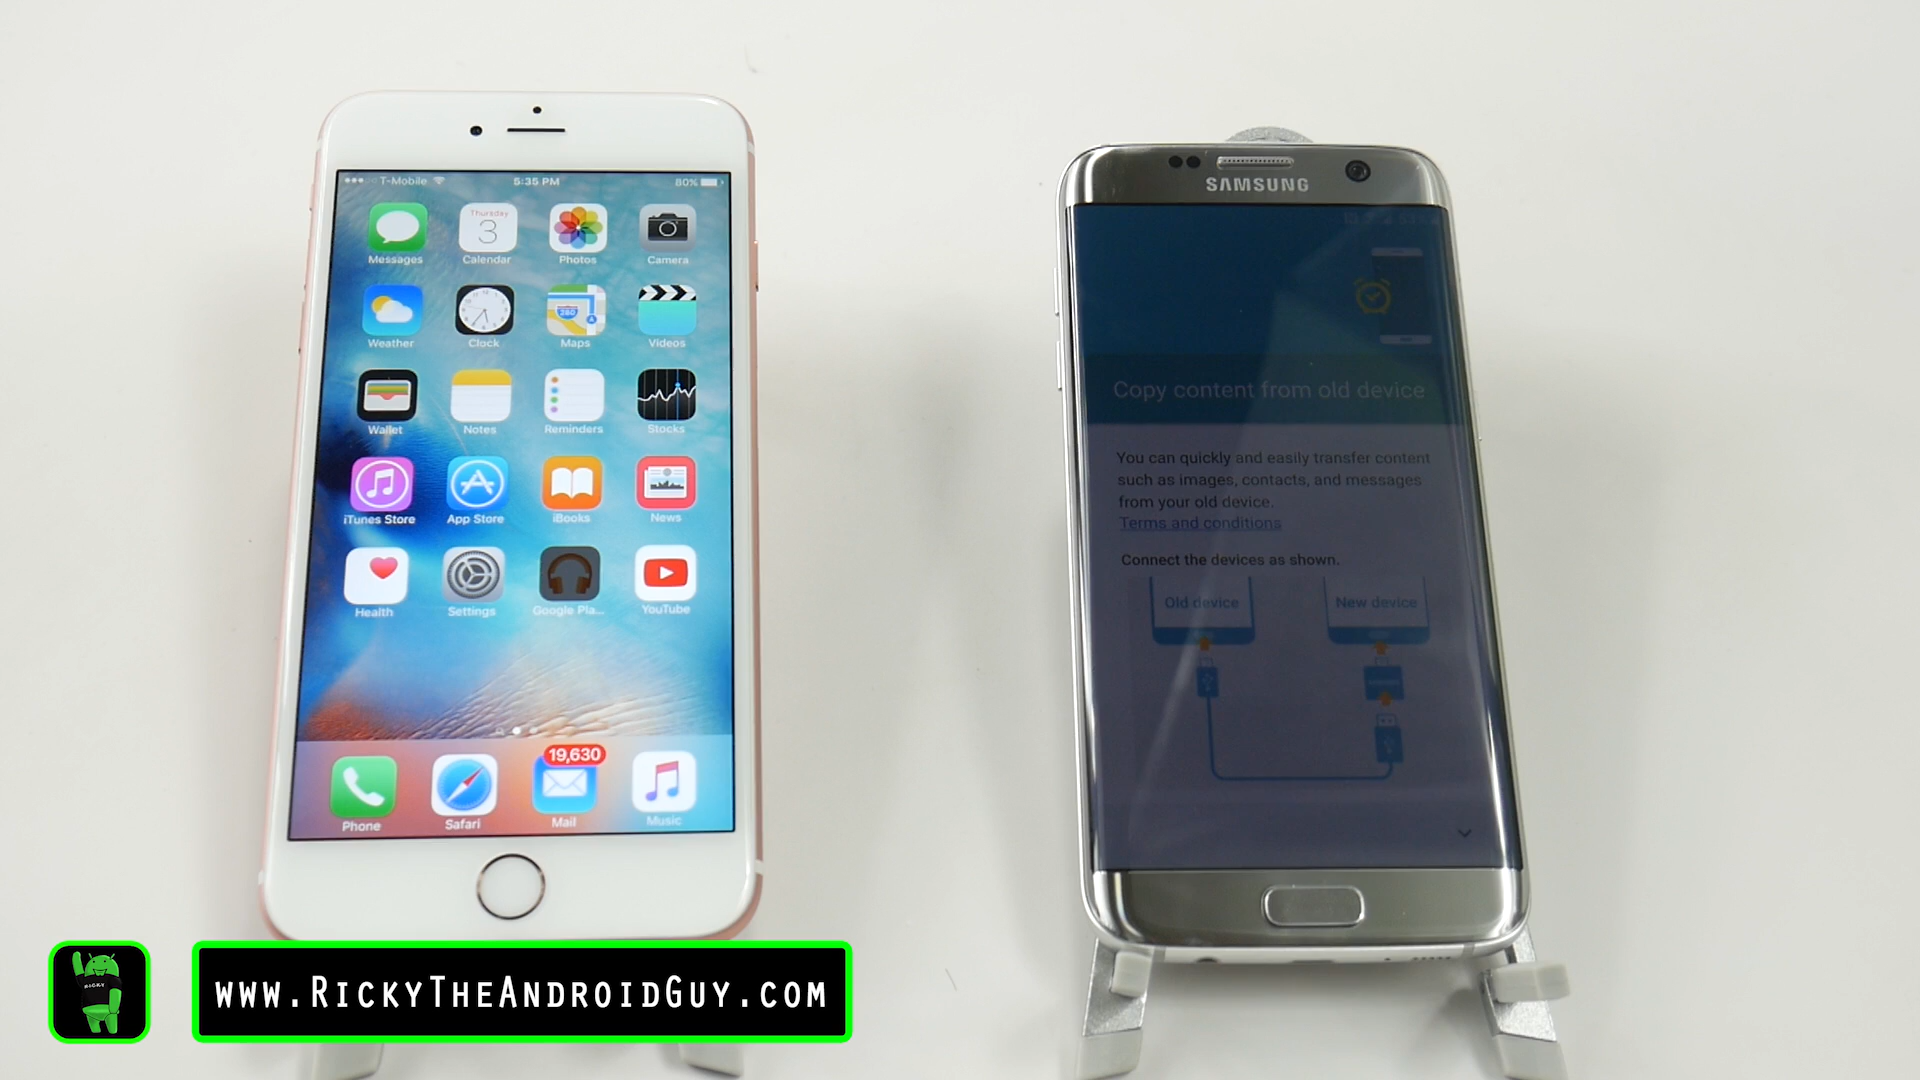 T-Mobile 5:35 PM 80%
Messages
Thursday
3
Calendar
Photos
Camera
Weather
Clock
280
Maps
Videos
Wallet
Notes
Reminders
Stocks
iTunes Store
App Store
iBooks
News
Health
Settings
Google Pla...
YouTube
Phone
Safari
19,630
Mail
Music
SAMSUNG
Copy content from old device
You can quickly and easily transfer content
such as images, contacts, and messages
from your old device.
Terms and conditions
Connect the devices as shown.
Old device
New device
RICKY
www.RickyTheAndroidGuy.com